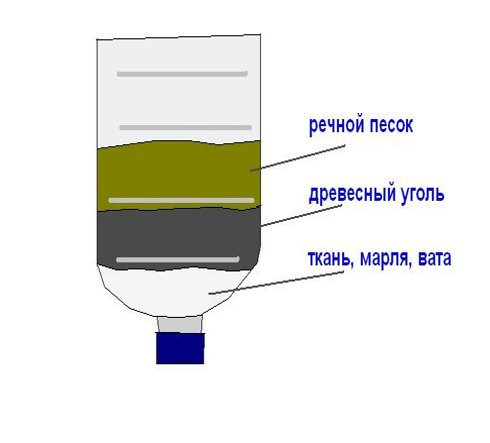 речной песок
древесный уголь
ткань, марля, вата